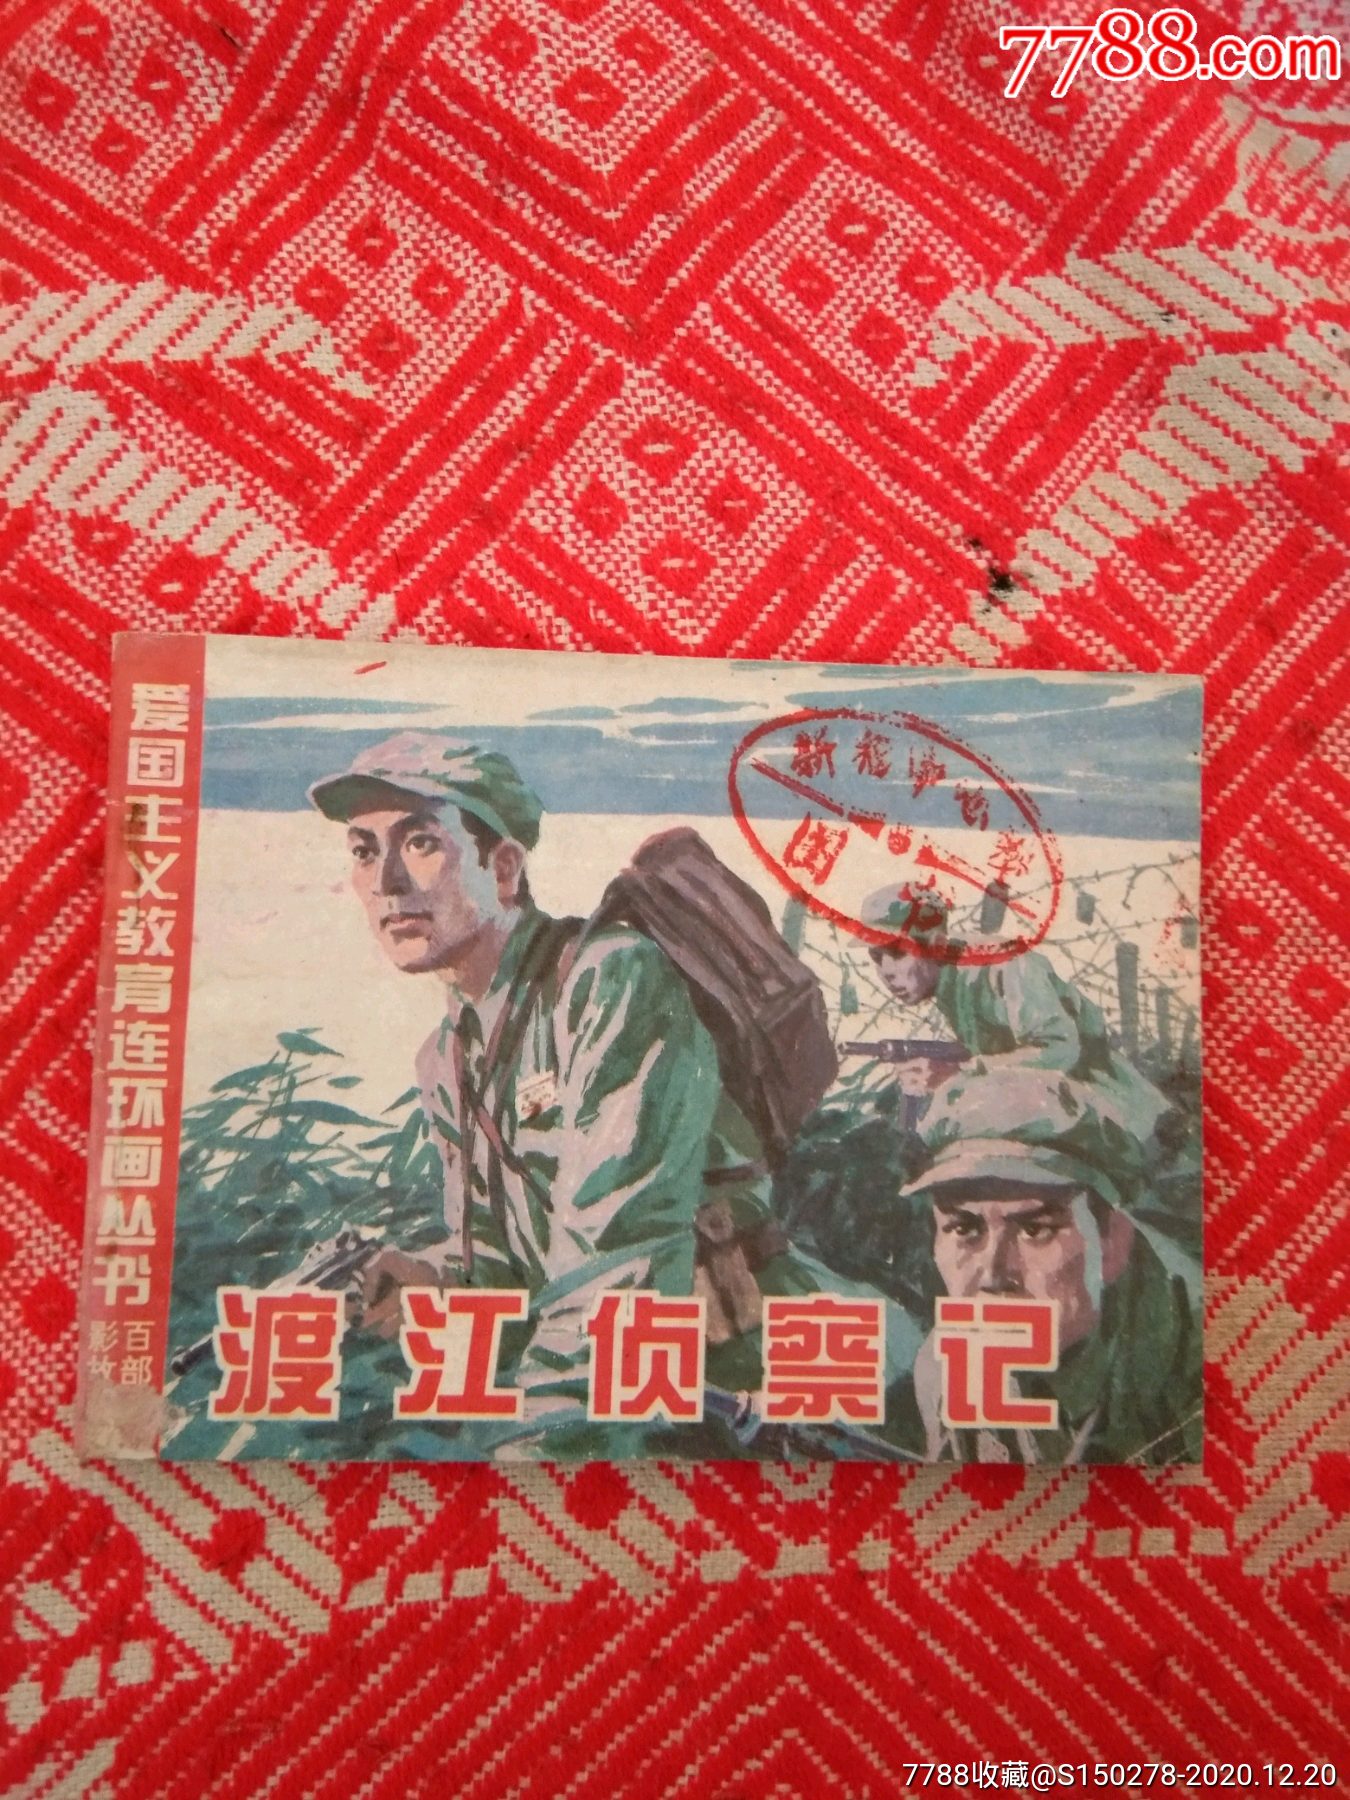 7788.com
爱国主义教育连环画丛书
百部
影故
渡江侦察记
7788收藏@S150278-2020.12.20